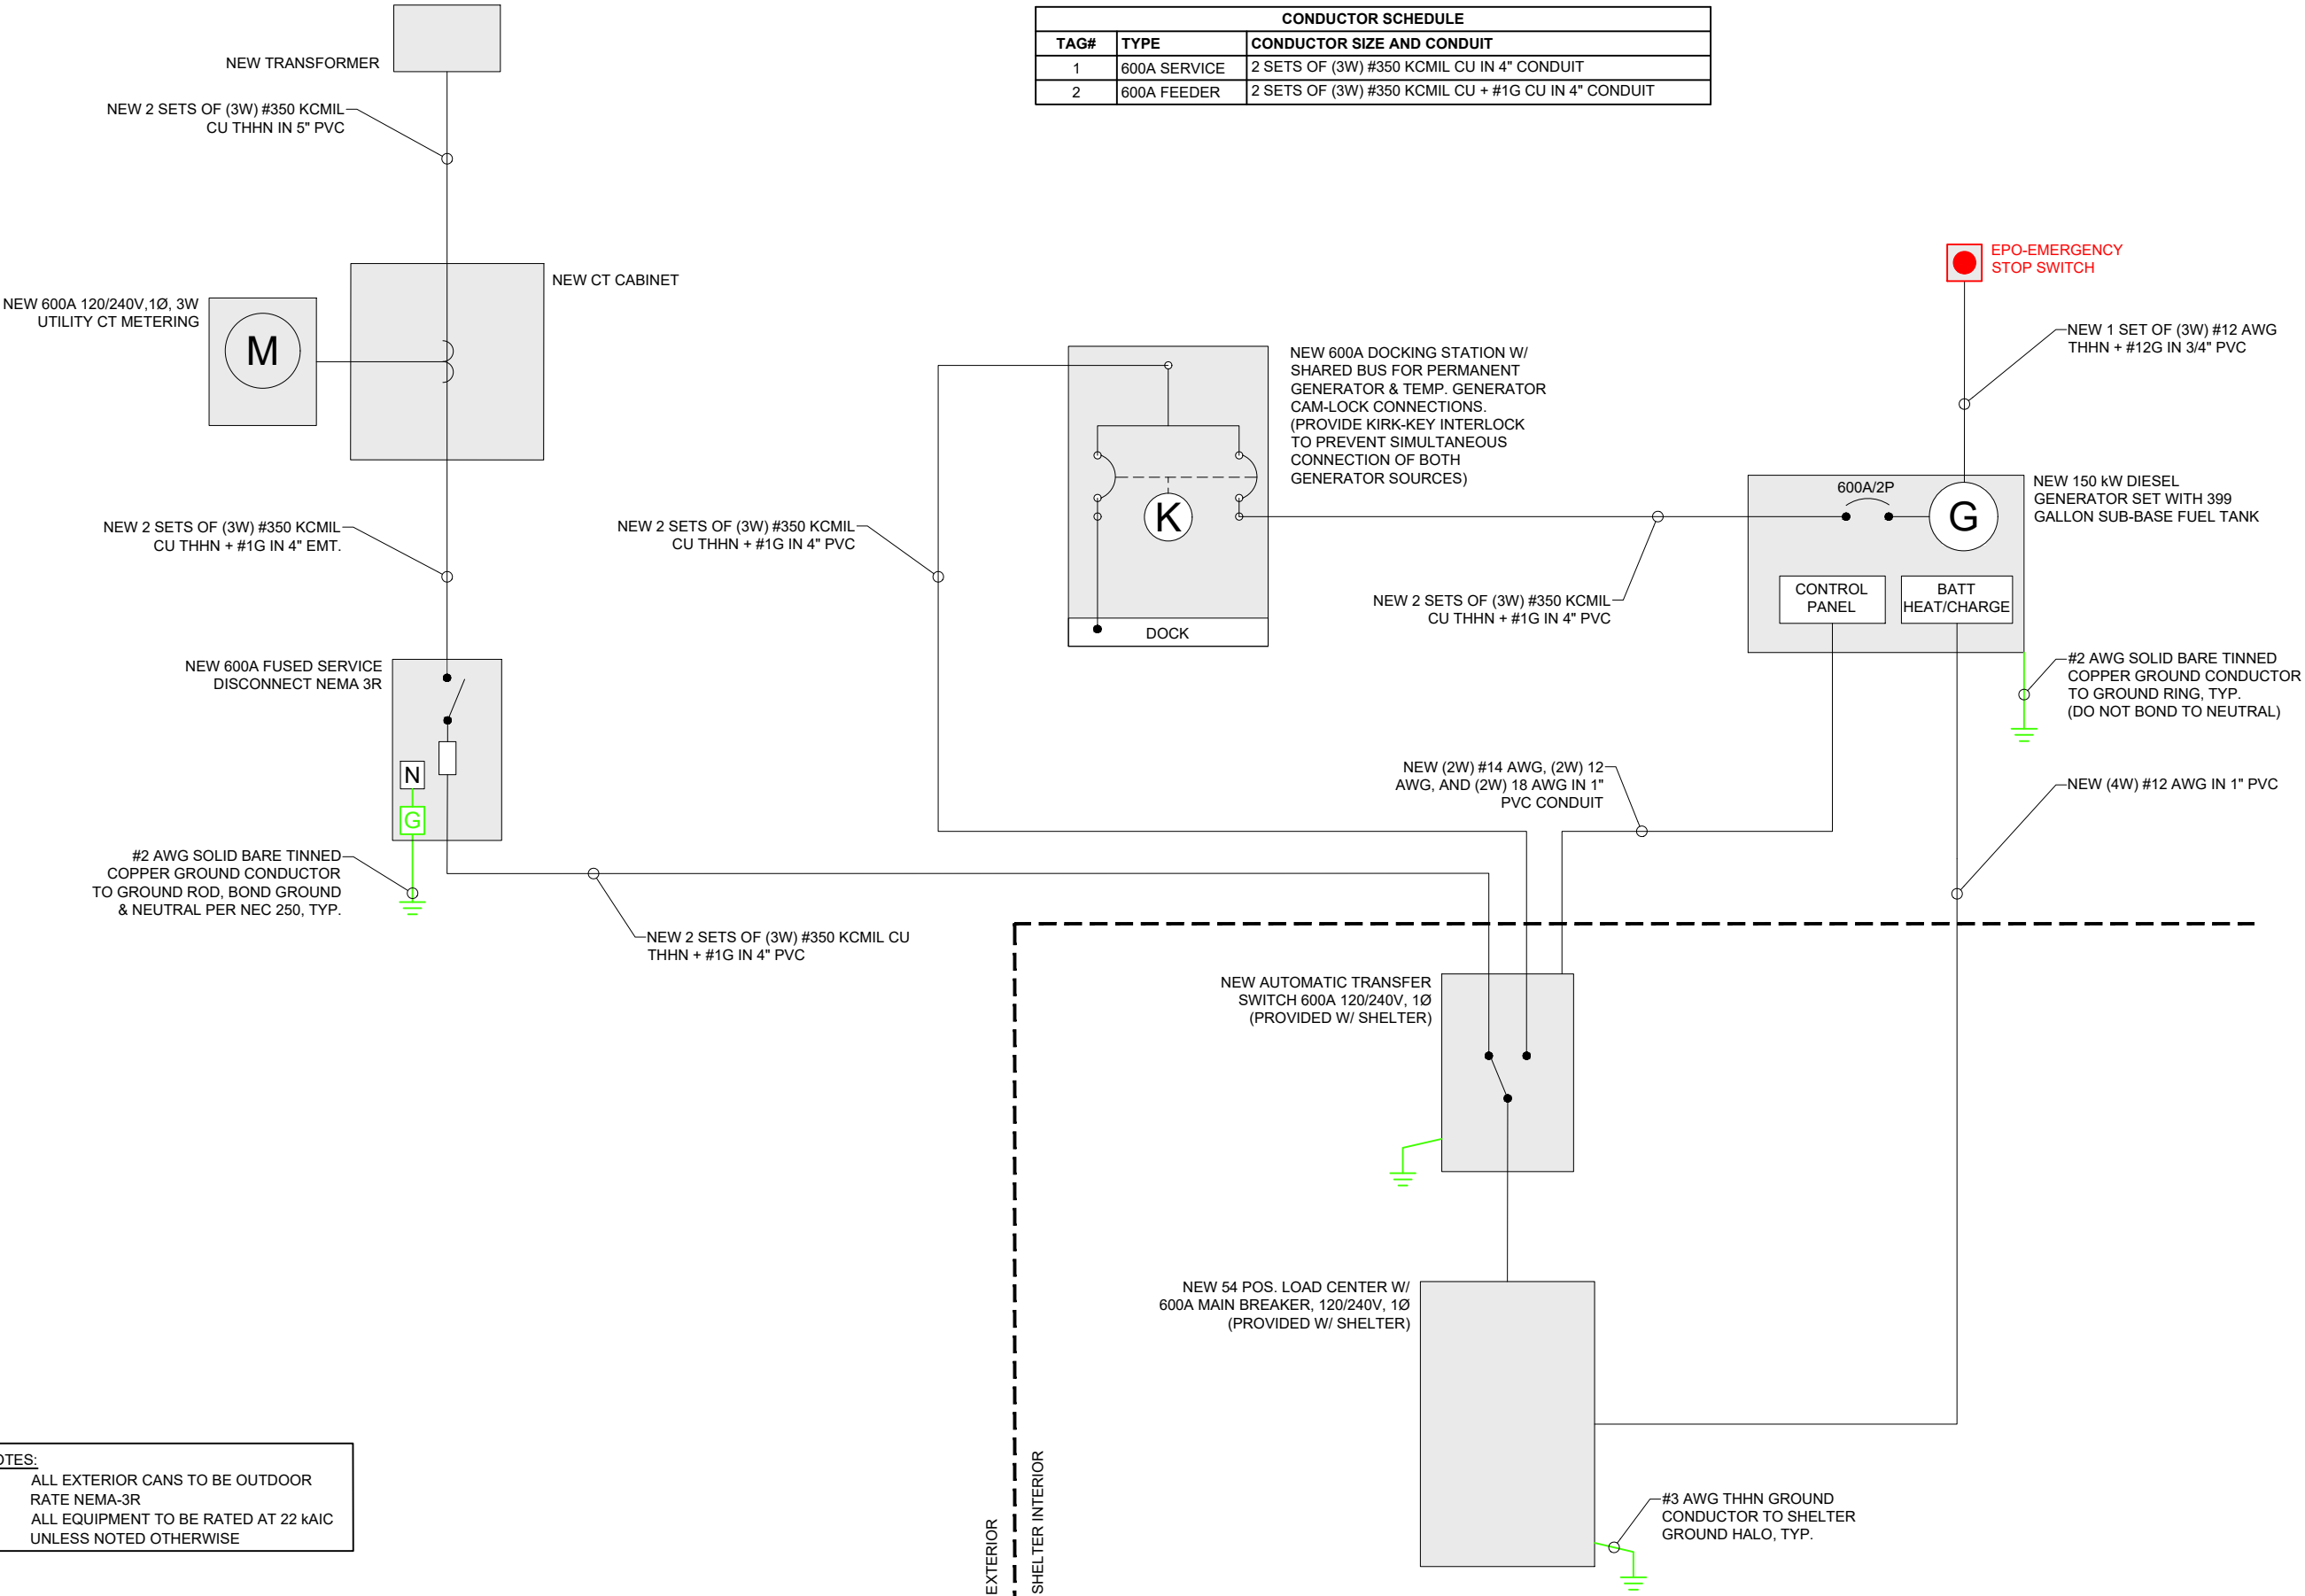 CONDUCTOR SCHEDULE
TAG# TYPE CONDUCTOR SIZE AND CONDUIT
1 600A SERVICE 2 SETS OF (3W) #350 KCMIL CU IN 4" CONDUIT
2 600A FEEDER 2 SETS OF (3W) #350 KCMIL CU + #1G CU IN 4" CONDUIT
NEW TRANSFORMER
NEW 2 SETS OF (3W) #350 KCMIL
CU THHN IN 5" PVC
NEW CT CABINET
NEW 600A 120/240V,1Ø, 3W
UTILITY CT METERING
M
NEW 2 SETS OF (3W) #350 KCMIL
CU THHN + #1G IN 4" EMT.
NEW 600A FUSED SERVICE
DISCONNECT NEMA 3R
N
G
#2 AWG SOLID BARE TINNED
COPPER GROUND CONDUCTOR
TO GROUND ROD, BOND GROUND
& NEUTRAL PER NEC 250, TYP.
NEW 2 SETS OF (3W) #350 KCMIL CU
THHN + #1G IN 4" PVC
NEW 2 SETS OF (3W) #350 KCMIL
CU THHN + #1G IN 4" PVC
NEW 600A DOCKING STATION W/
SHARED BUS FOR PERMANENT
GENERATOR & TEMP. GENERATOR
CAM-LOCK CONNECTIONS.
(PROVIDE KIRK-KEY INTERLOCK
TO PREVENT SIMULTANEOUS
CONNECTION OF BOTH
GENERATOR SOURCES)
K
DOCK
NEW 2 SETS OF (3W) #350 KCMIL
CU THHN + #1G IN 4" PVC
EPO-EMERGENCY
STOP SWITCH
NEW 1 SET OF (3W) #12 AWG
THHN + #12G IN 3/4" PVC
600A/2P
G
NEW 150 kW DIESEL
GENERATOR SET WITH 399
GALLON SUB-BASE FUEL TANK
CONTROL
PANEL
BATT
HEAT/CHARGE
#2 AWG SOLID BARE TINNED
COPPER GROUND CONDUCTOR
TO GROUND RING, TYP.
(DO NOT BOND TO NEUTRAL)
NEW (2W) #14 AWG, (2W) 12
AWG, AND (2W) 18 AWG IN 1"
PVC CONDUIT
NEW (4W) #12 AWG IN 1" PVC
NEW AUTOMATIC TRANSFER
SWITCH 600A 120/240V, 1Ø
(PROVIDED W/ SHELTER)
NEW 54 POS. LOAD CENTER W/
600A MAIN BREAKER, 120/240V, 1Ø
(PROVIDED W/ SHELTER)
#3 AWG THHN GROUND
CONDUCTOR TO SHELTER
GROUND HALO, TYP.
EXTERIOR
SHELTER INTERIOR
OTES:
ALL EXTERIOR CANS TO BE OUTDOOR
RATE NEMA-3R
ALL EQUIPMENT TO BE RATED AT 22 kAIC
UNLESS NOTED OTHERWISE